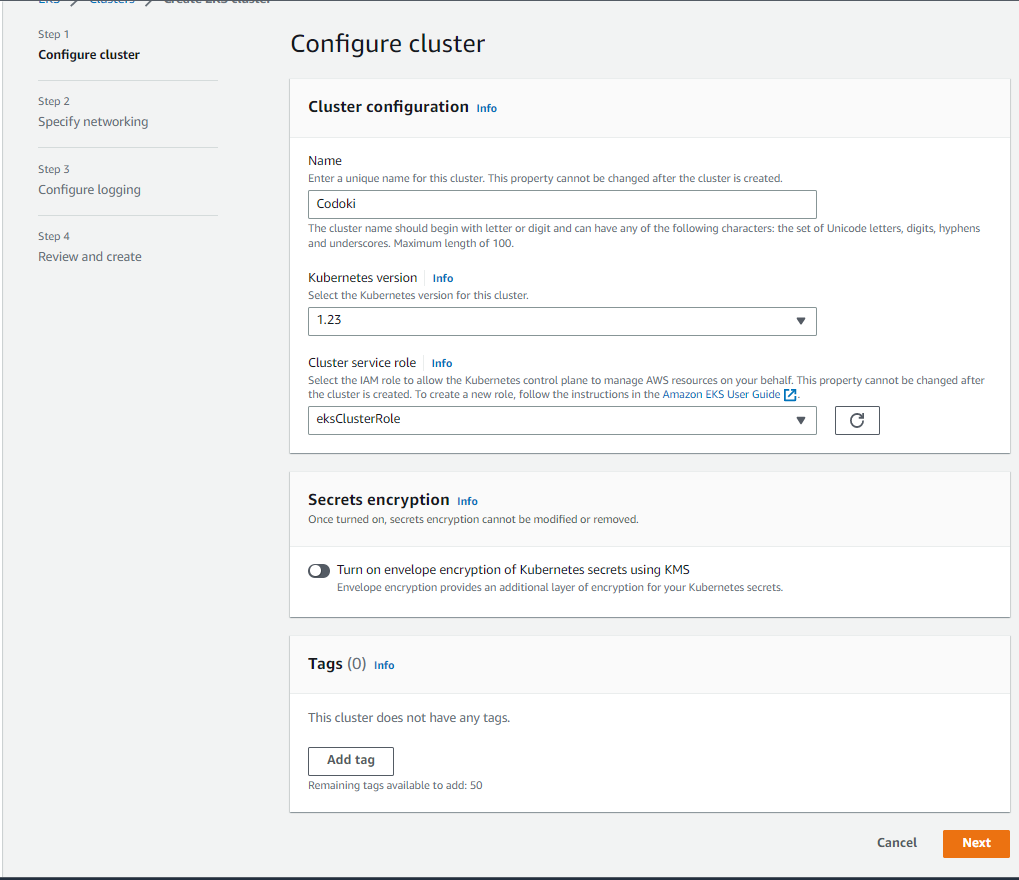 EKS > Clusters > Create EKS cluster
Step 1
Configure cluster
Step 2
Specify networking
Step 3
Configure logging
Step 4
Review and create
Configure cluster
Cluster configuration Info
Name
Enter a unique name for this cluster. This property cannot be changed after the cluster is created.
Codoki
The cluster name should begin with letter or digit and can have any of the following characters: the set of Unicode letters, digits, hyphens
and underscores. Maximum length of 100.
Kubernetes version Info
Select the Kubernetes version for this cluster.
1.23
Cluster service role Info
Select the IAM role to allow the Kubernetes control plane to manage AWS resources on your behalf. This property cannot be changed after
the cluster is created. To create a new role, follow the instructions in the Amazon EKS User Guide.
eksClusterRole
Secrets encryption Info
Once turned on, secrets encryption cannot be modified or removed.
Turn on envelope encryption of Kubernetes secrets using KMS
Envelope encryption provides an additional layer of encryption for your Kubernetes secrets.
Tags (0) Info
This cluster does not have any tags.
Add tag
Remaining tags available to add: 50
Cancel Next